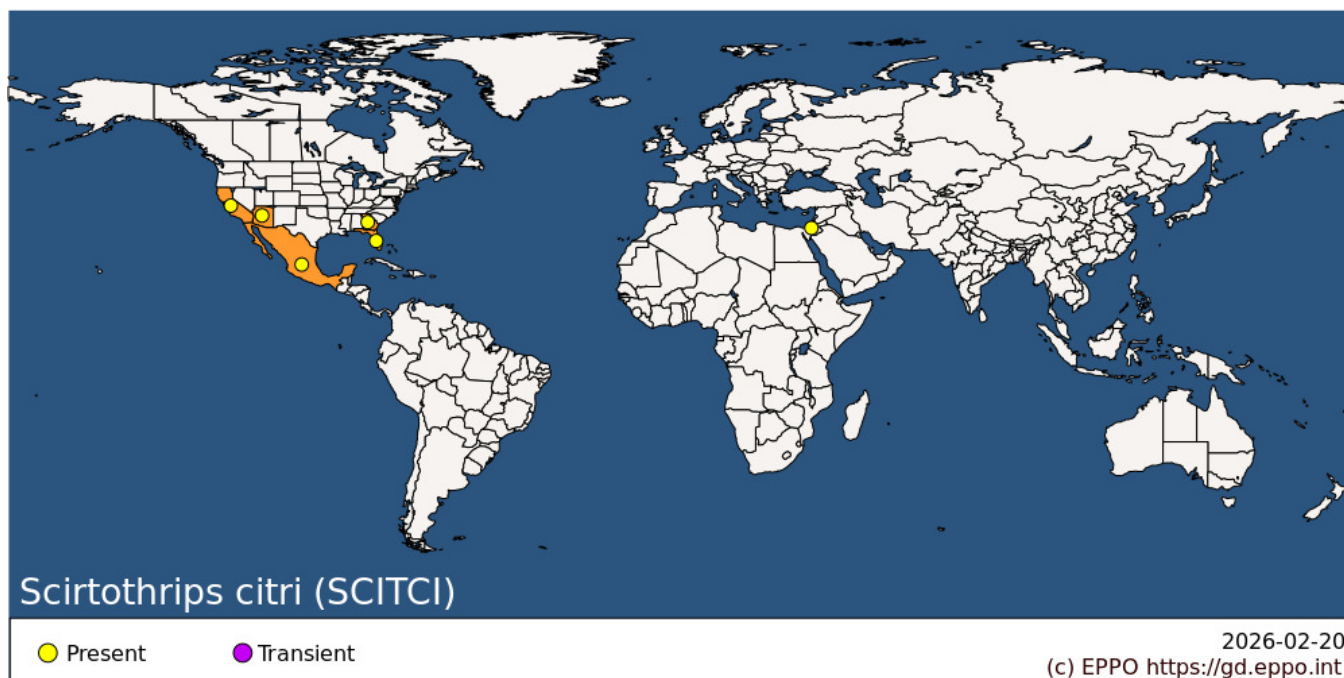 Scirtothrips citri (SCITCI)
Present
Transient
2026-02-20
(c) EPPO https://gd.eppo.int